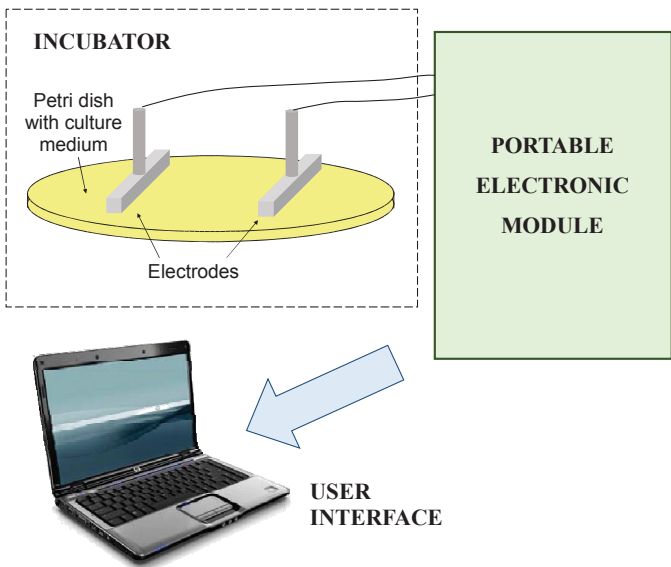 INCUBATOR
Petri dish
with culture
medium
Electrodes
PORTABLE
ELECTRONIC
MODULE
USER
INTERFACE